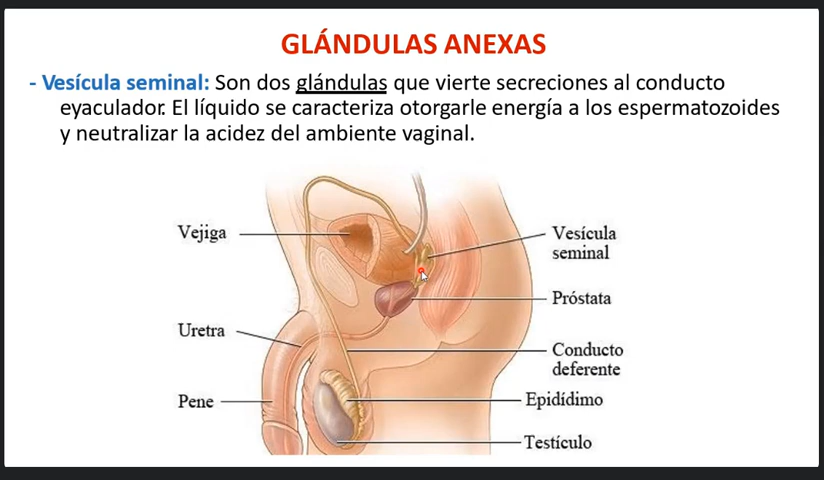 GLÁNDULAS ANEXAS
- Vesícula seminal: Son dos glándulas que vierte secreciones al conducto
eyaculador. El líquido se caracteriza otorgarle energía a los espermatozoides
y neutralizar la acidez del ambiente vaginal.
Vejiga
Vesícula
seminal
Próstata
Uretra
Conducto
deferente
Pene
Epidídimo
Testículo